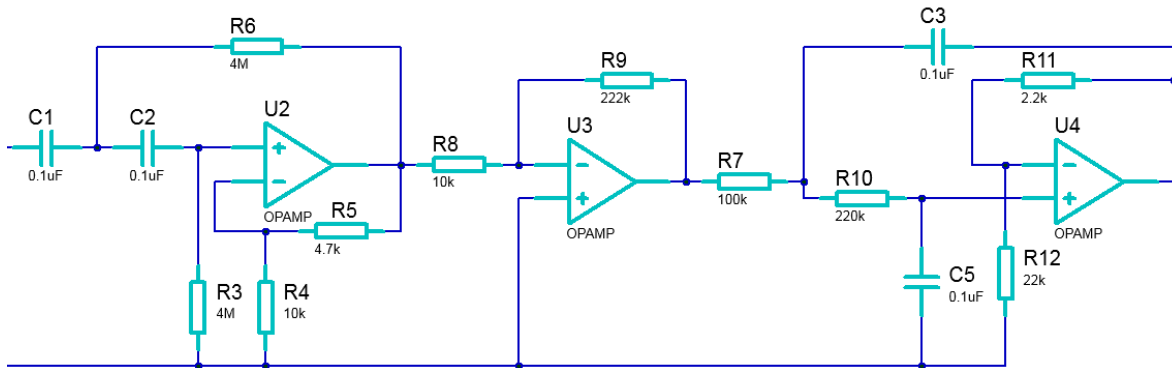 R6
4M
C1
0.1uF
C2
0.1uF
U2
+
−
OPAMP
R5
4.7k
R3
4M
R4
10k
R8
10k
R9
222k
U3
−
+
OPAMP
R7
100k
C3
0.1uF
R11
2.2k
U4
−
+
OPAMP
R10
220k
C5
0.1uF
R12
22k